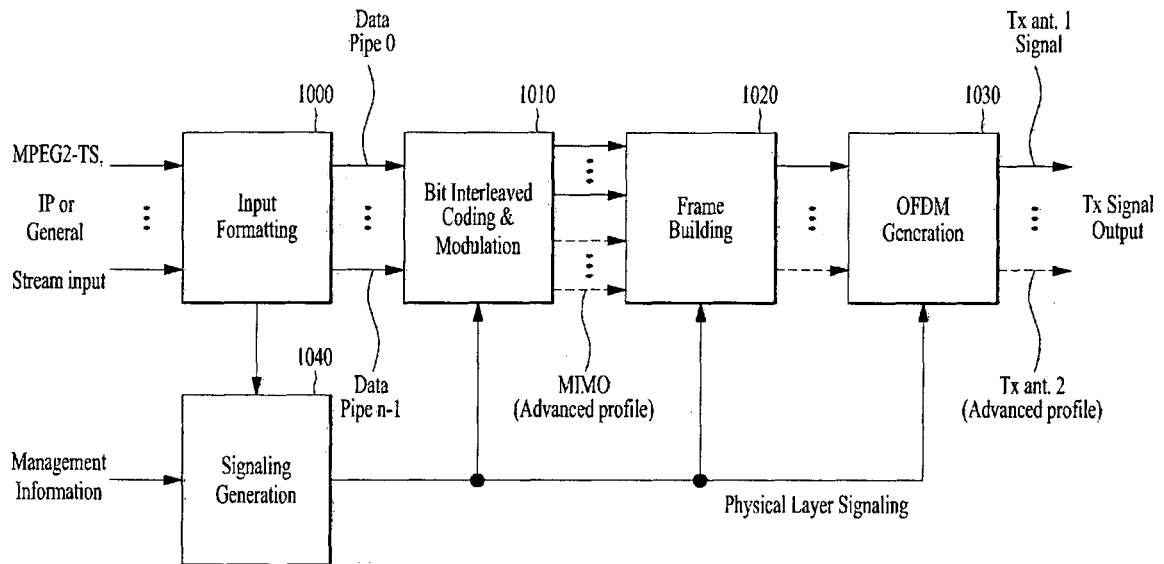 Data
Pipe 0
Tx ant. 1
Signal
1000
1010
1020
1030
MPEG2-TS,
IP or
General
Stream input
Input
Formatting
Bit Interleaved
Coding &
Modulation
Frame
Building
OFDM
Generation
Tx Signal
Output
1040
Data
Pipe n-1
MIMO
(Advanced profile)
Tx ant. 2
(Advanced profile)
Management
Information
Signaling
Generation
Physical Layer Signaling